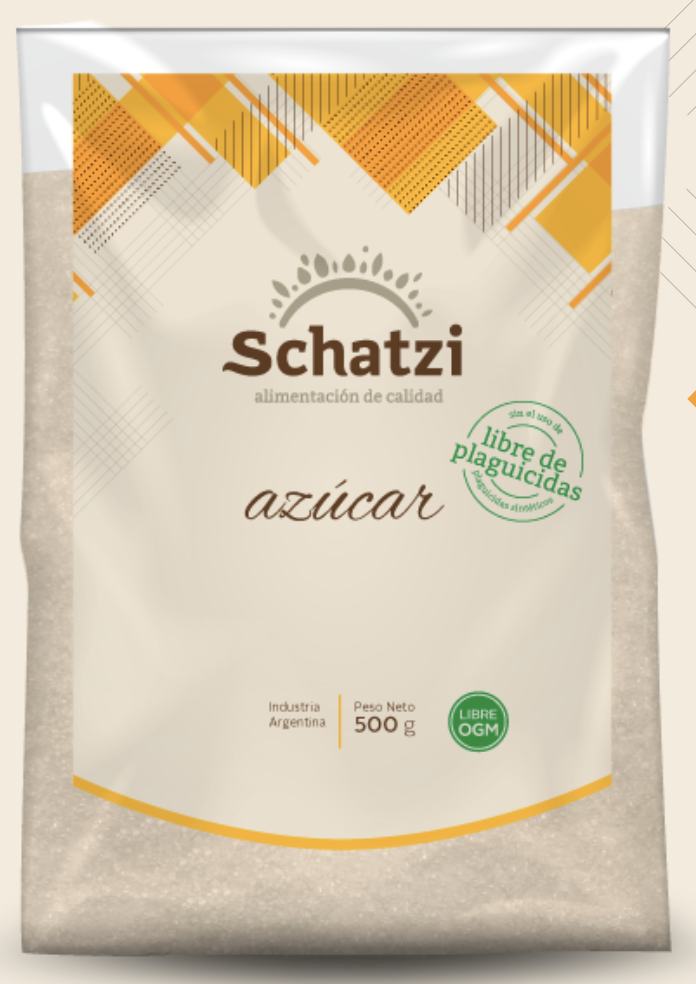 Schatzi
alimentación de calidad
sin el uso de
libre de
plaguicidas
plaguicidas sintéticos
azúcar
Industria
Argentina
Peso Neto
500 g
LIBRE
OGM